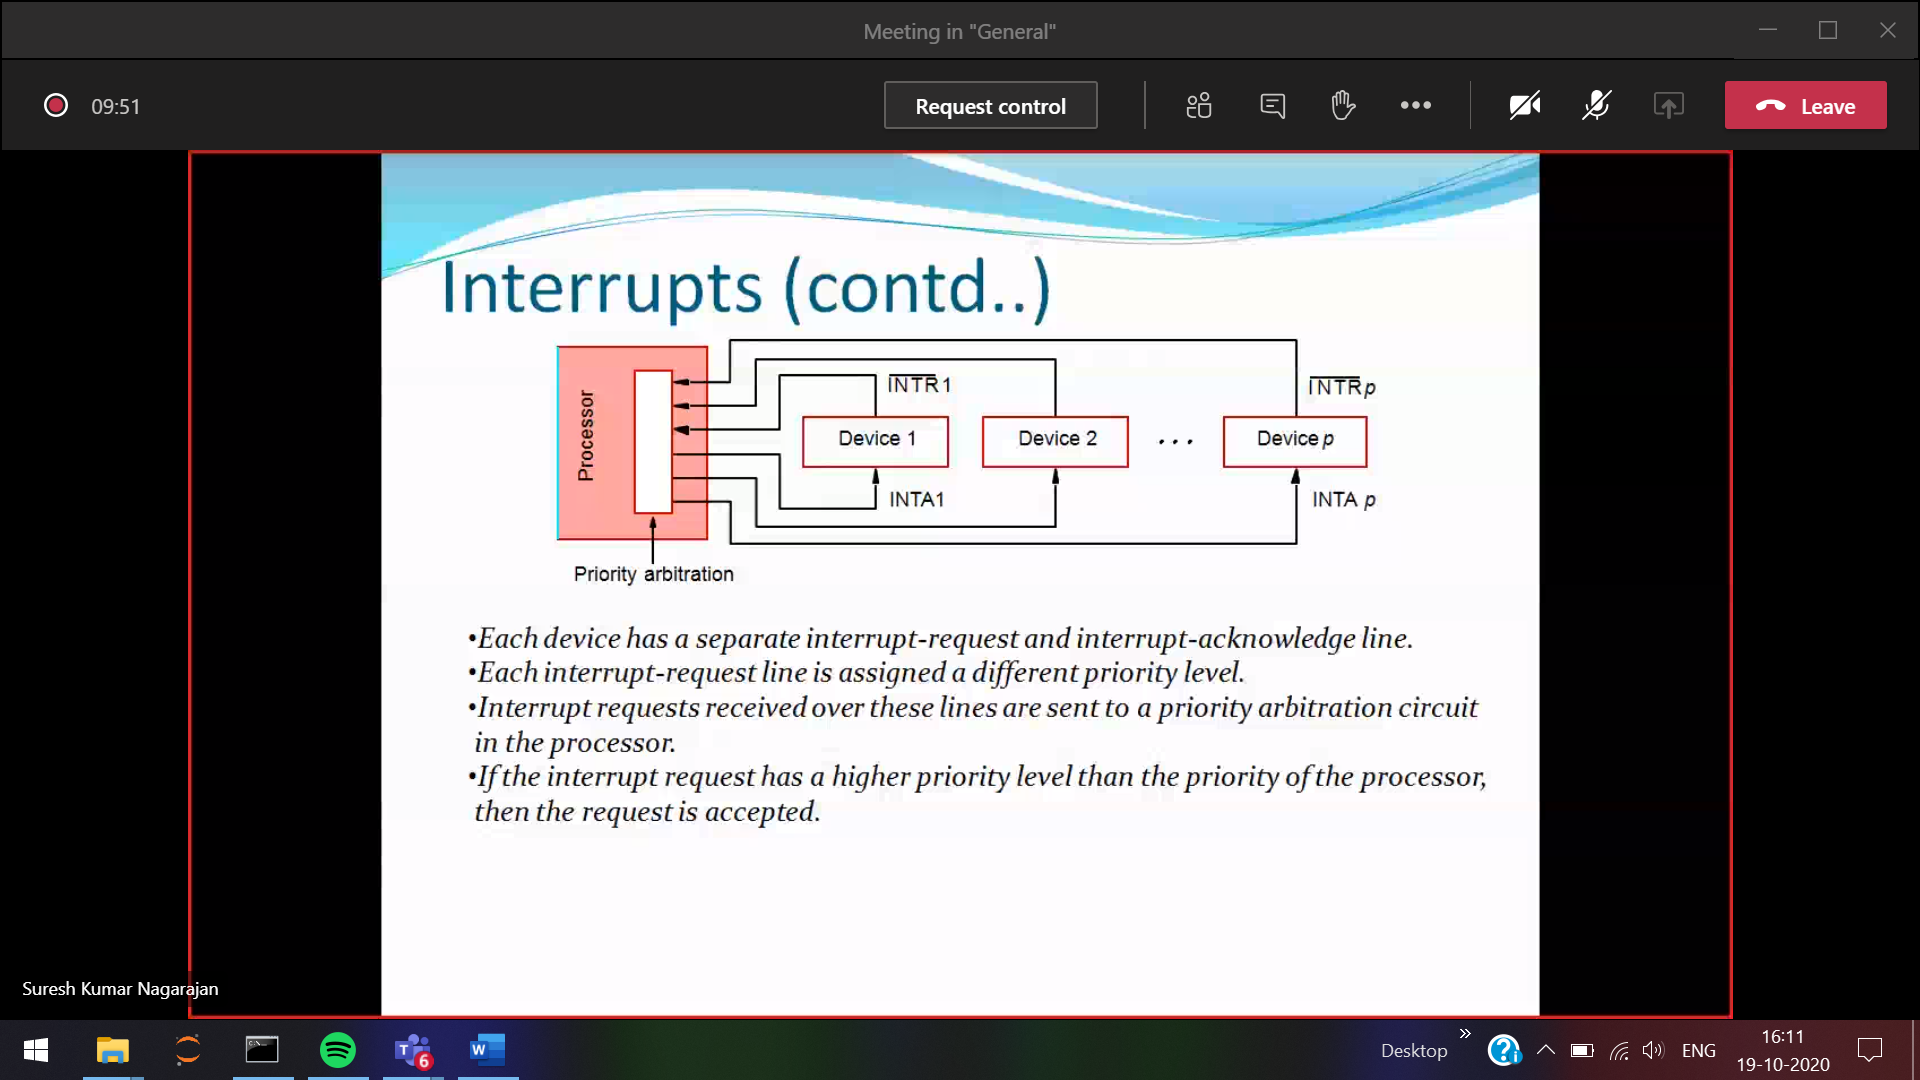 Meeting in "General"
09:51
Request control
Leave
Interrupts (contd..)
Processor
INTR1
INTRp
Device 1
Device 2
...
Device p
INTA1
INTA p
Priority arbitration
•Each device has a separate interrupt-request and interrupt-acknowledge line.
•Each interrupt-request line is assigned a different priority level.
•Interrupt requests received over these lines are sent to a priority arbitration circuit
in the processor.
•If the interrupt request has a higher priority level than the priority of the processor,
then the request is accepted.
Suresh Kumar Nagarajan
T
6
W
Desktop
»
ENG
16:11
19-10-2020